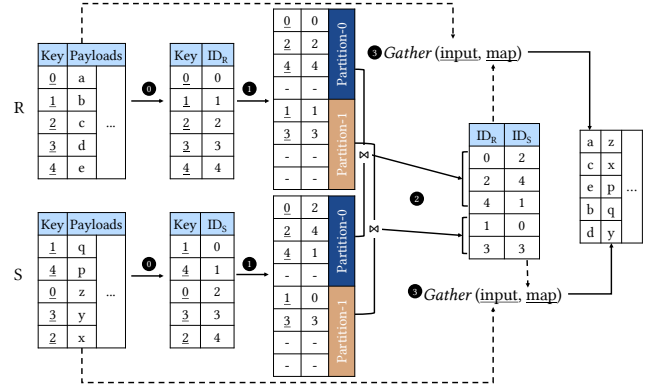 R
Key Payloads
0 a
1 b
2 c
3 d
4 e
...
0
Key IDR
0 0
1 1
2 2
3 3
4 4
1
0 0
2 2
4 4
- -
1 1
3 3
- -
- -
- -
Partition-0
Partition-1
S
Key Payloads
1 q
4 p
0 z
3 y
2 x
...
0
Key IDS
1 0
4 1
0 2
3 3
2 4
1
0 2
2 4
4 1
- -
1 0
3 3
- -
- -
Partition-0
Partition-1
⋈
⋈
2
3 Gather (input, map)
IDR IDS
0 2
2 4
4 1
1 0
3 3
3 Gather (input, map)
a z
c x
e p
b q
d y
...